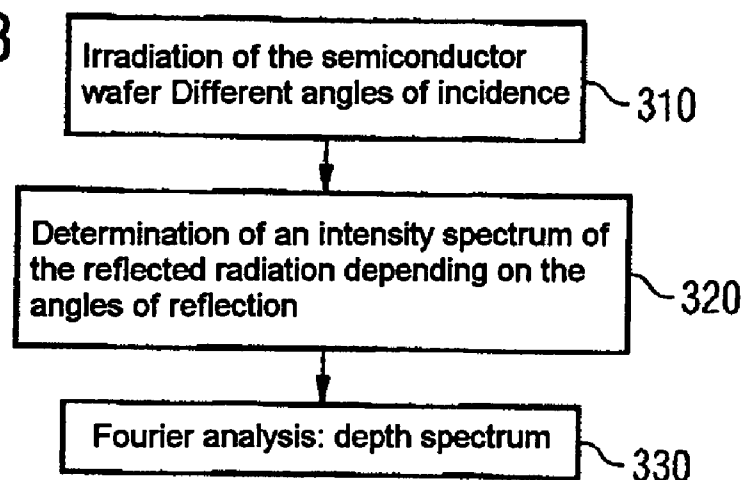 3
Irradiation of the semiconductor
wafer Different angles of incidence
310
Determination of an intensity spectrum of
the reflected radiation depending on the
angles of reflection
320
Fourier analysis: depth spectrum
330